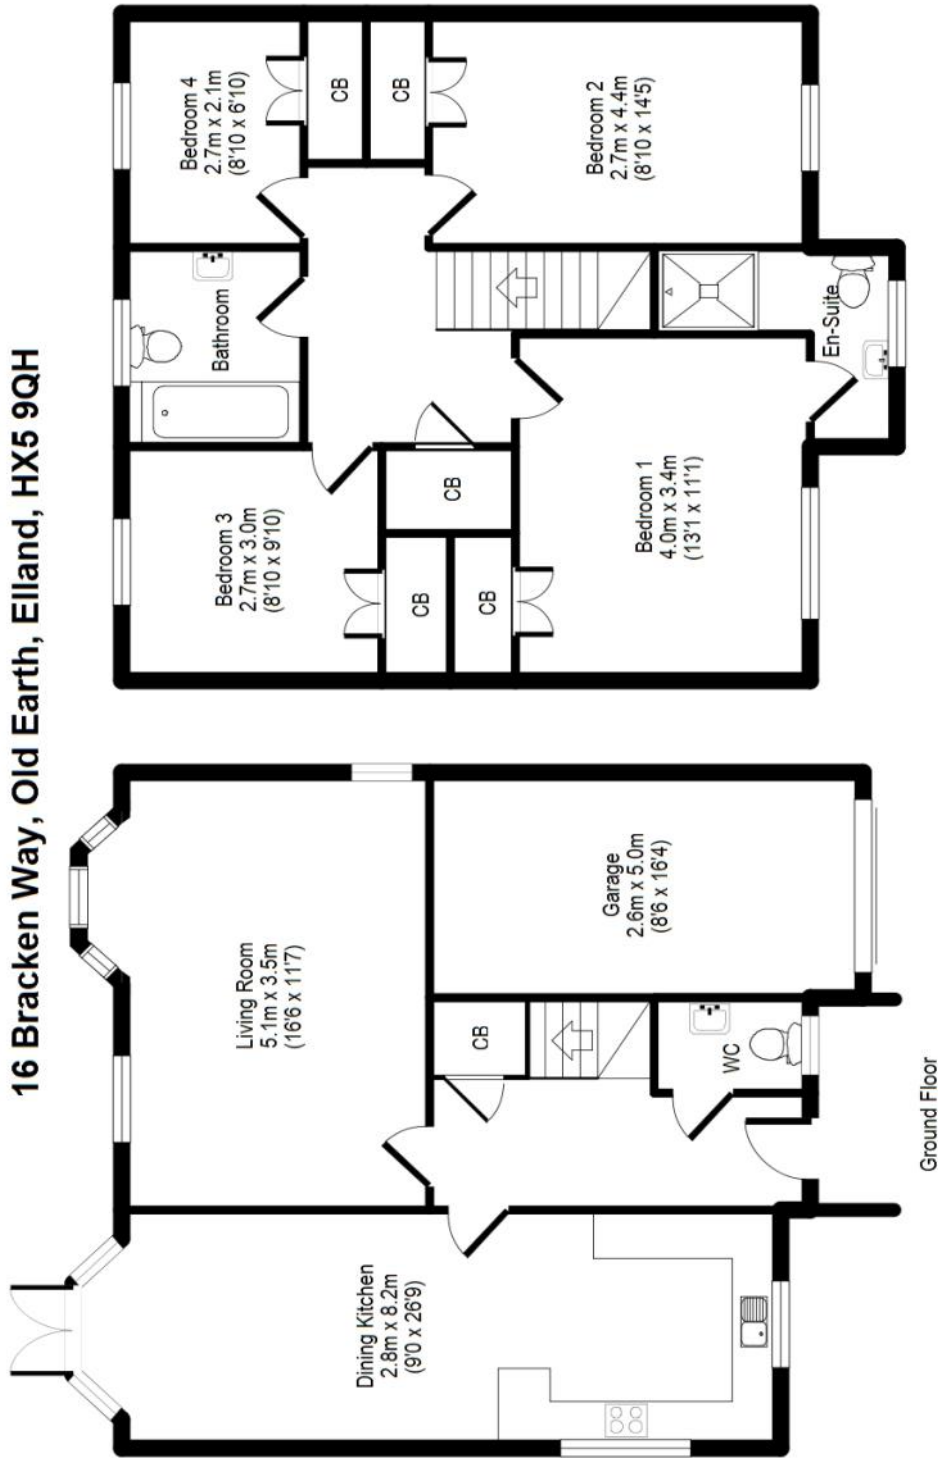 16 Bracken Way, Old Earth, Elland, HX5 9QH
Dining Kitchen
2.8m x 8.2m
(9'0 x 26'9)
Living Room
5.1m x 3.5m
(16'6 x 11'7)
CB
WC
Garage
2.6m x 5.0m
(8'6 x 16'4)
Ground Floor
Bedroom 3
2.7m x 3.0m
(8'10 x 9'10)
Bathroom
Bedroom 4
2.7m x 2.1m
(8'10 x 6'10)
CB
CB
CB
CB
CB
Bedroom 1
4.0m x 3.4m
(13'1 x 11'1)
En-Suite
Bedroom 2
2.7m x 4.4m
(8'10 x 14'5)